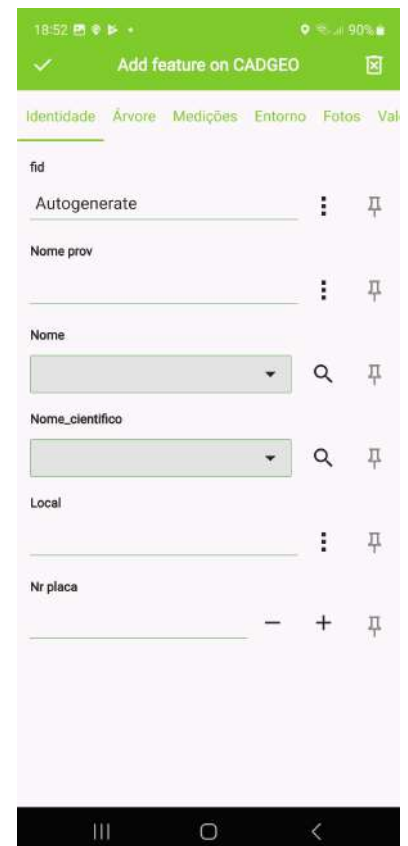 18:52 90%
Add feature on CADGEO
Identidade Árvore Medições Entorno Fotos Val
fid
Autogenerate
Nome prov
Nome
Nome_cientifico
Local
Nr placa